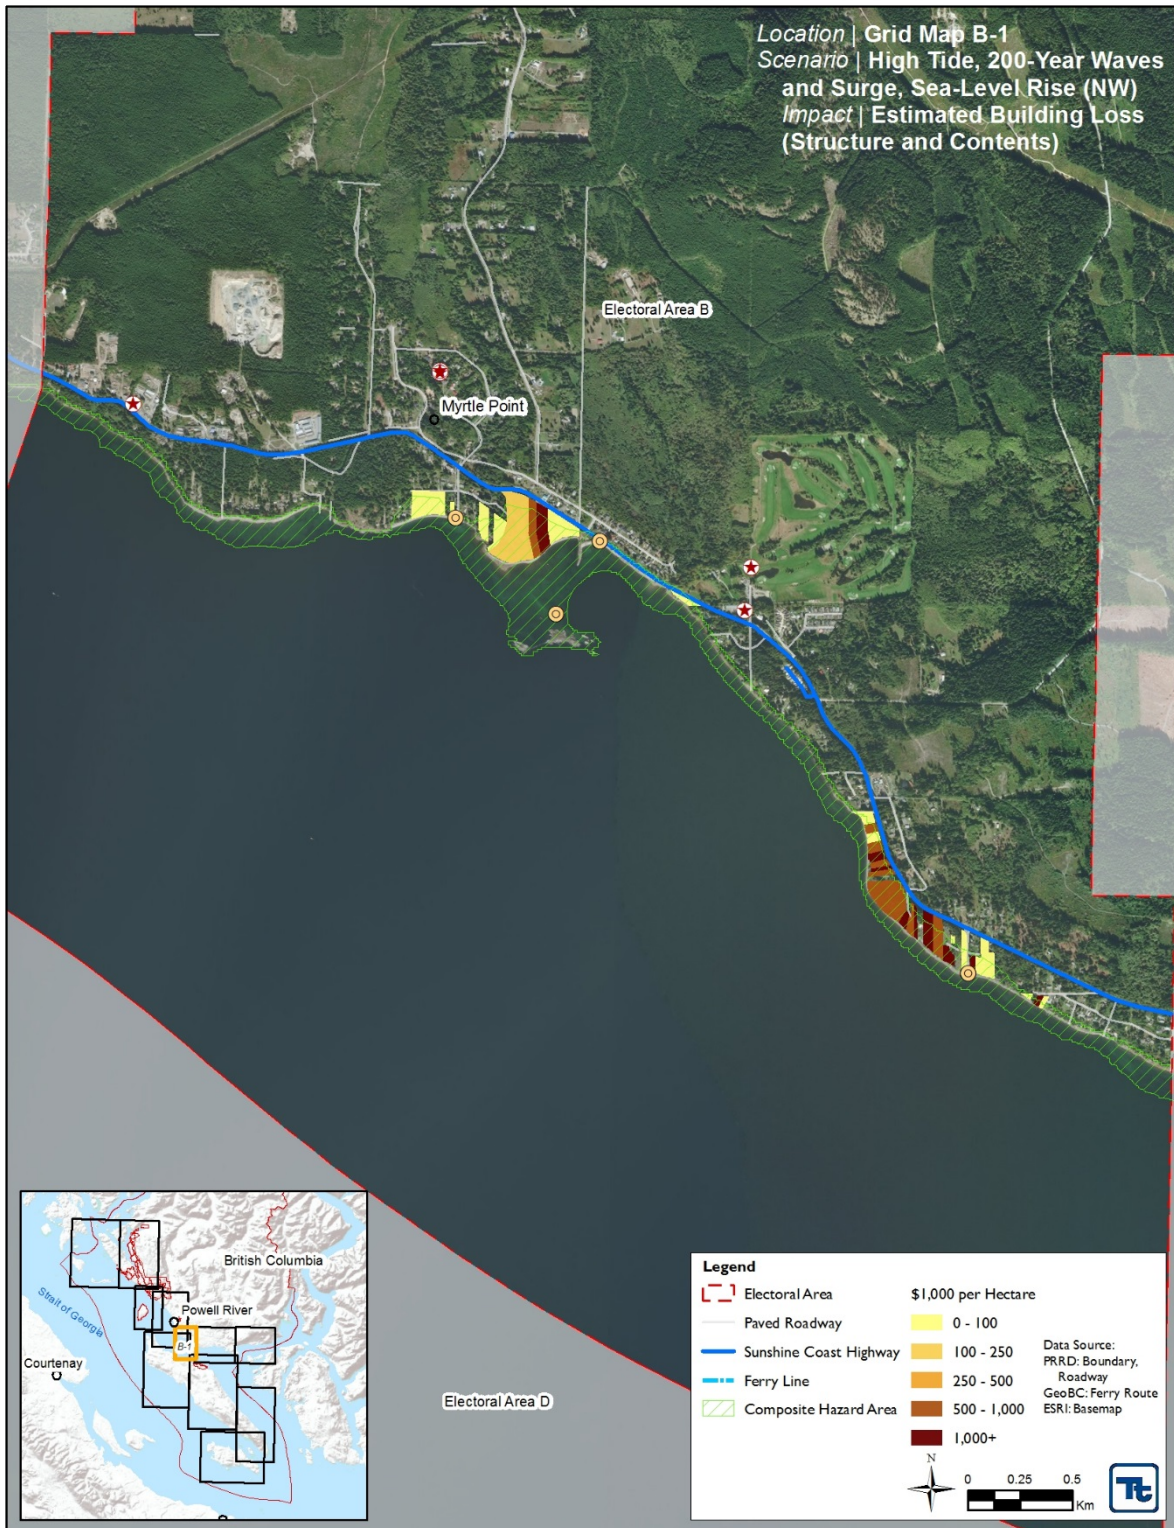 Location | Grid Map B-1
Scenario | High Tide, 200-Year Waves
and Surge, Sea-Level Rise (NW)
Impact | Estimated Building Loss
(Structure and Contents)
Electoral Area B
Myrtle Point
British Columbia
Strait of Georgia
Powell River
B-1
Courtenay
Electoral Area D
Legend
Electoral Area
Paved Roadway
Sunshine Coast Highway
Ferry Line
Composite Hazard Area
$1,000 per Hectare
0 - 100
100 - 250
250 - 500
500 - 1,000
1,000+
Data Source:
PRRD: Boundary,
Roadway
GeoBC: Ferry Route
ESRI: Basemap
N
0 0.25 0.5
Km
Tt